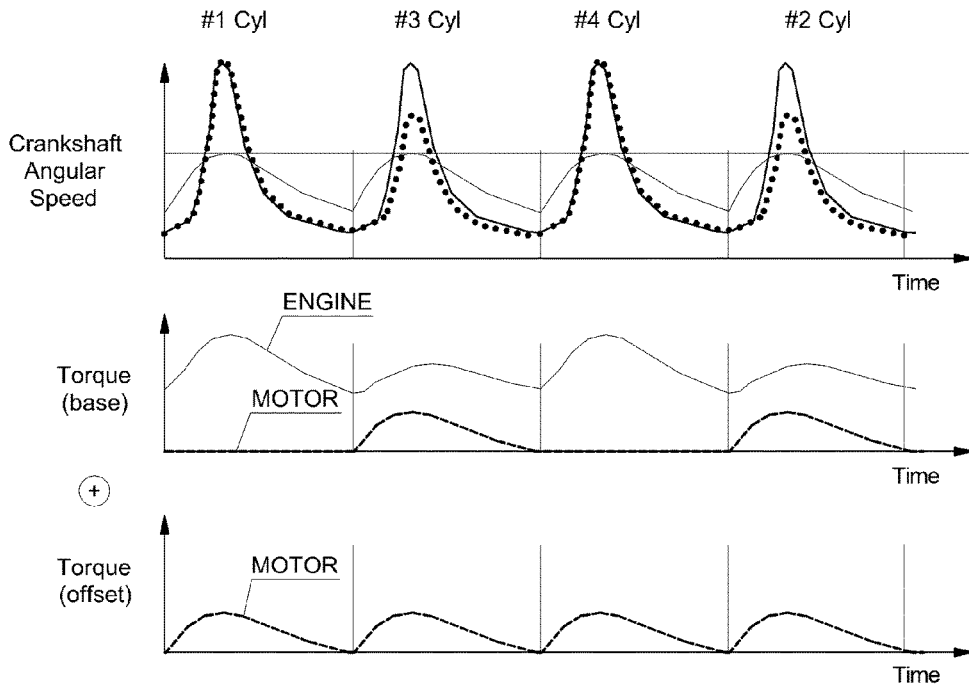 #1 Cyl #3 Cyl #4 Cyl #2 Cyl
Crankshaft
Angular
Speed
Time
ENGINE
Torque
(base)
MOTOR
Time
+
Torque
(offset)
MOTOR
Time